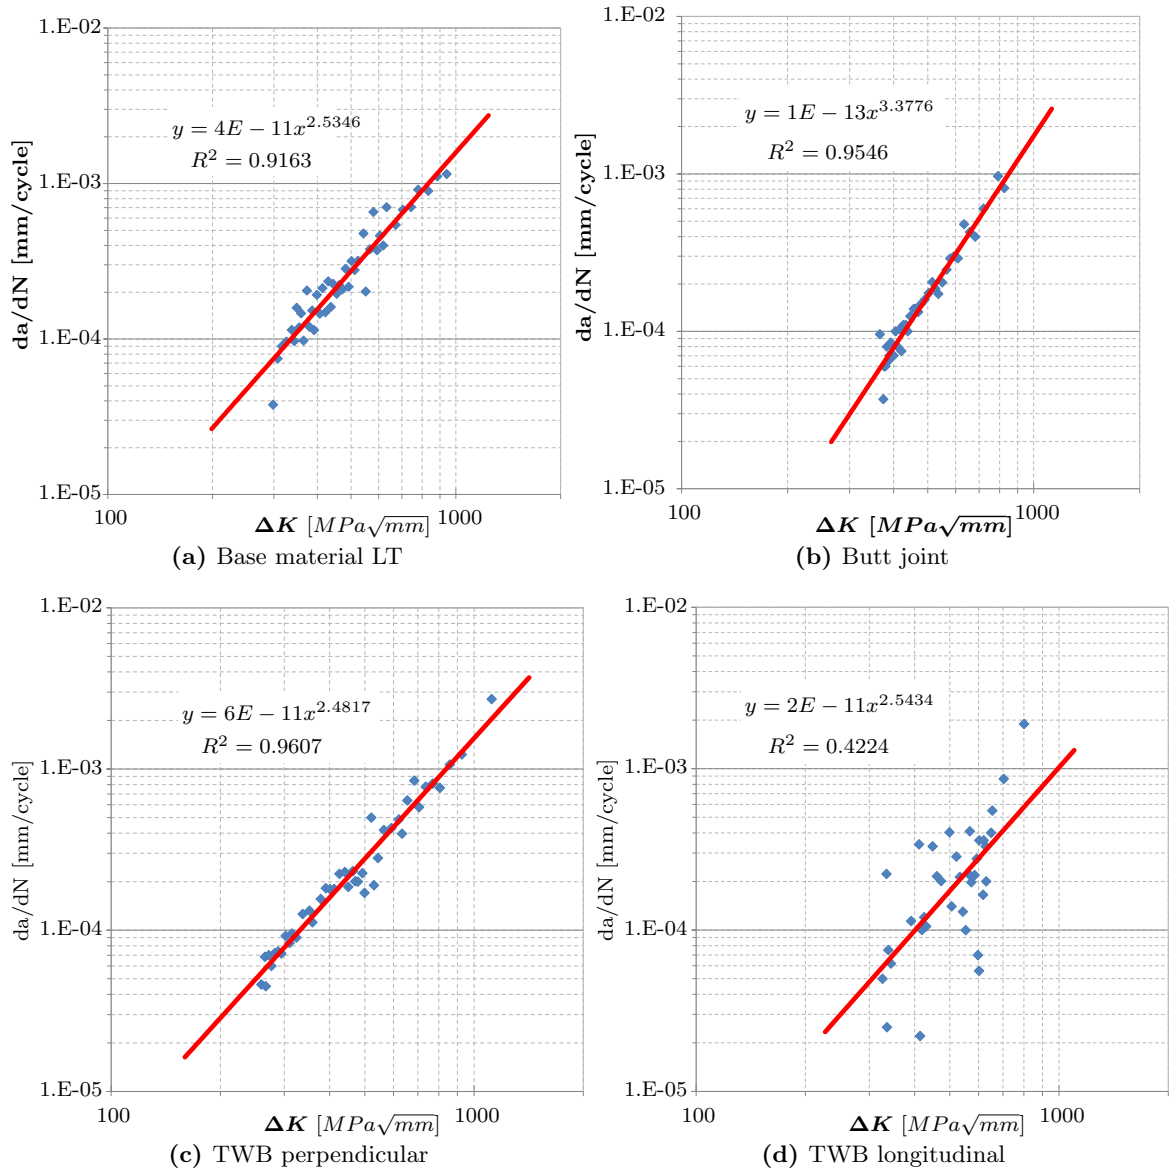 1.E-02
1.E-03
1.E-04
1.E-05
100
1000
da/dN [mm/cycle]
y = 4E − 11x^2.5346
R^2 = 0.9163
ΔK [MPa√mm]
(a) Base material LT
1.E-02
1.E-03
1.E-04
1.E-05
100
1000
da/dN [mm/cycle]
y = 1E − 13x^3.3776
R^2 = 0.9546
ΔK [MPa√mm]
(b) Butt joint
1.E-02
1.E-03
1.E-04
1.E-05
100
1000
da/dN [mm/cycle]
y = 6E − 11x^2.4817
R^2 = 0.9607
ΔK [MPa√mm]
(c) TWB perpendicular
1.E-02
1.E-03
1.E-04
1.E-05
100
1000
da/dN [mm/cycle]
y = 2E − 11x^2.5434
R^2 = 0.4224
ΔK [MPa√mm]
(d) TWB longitudinal